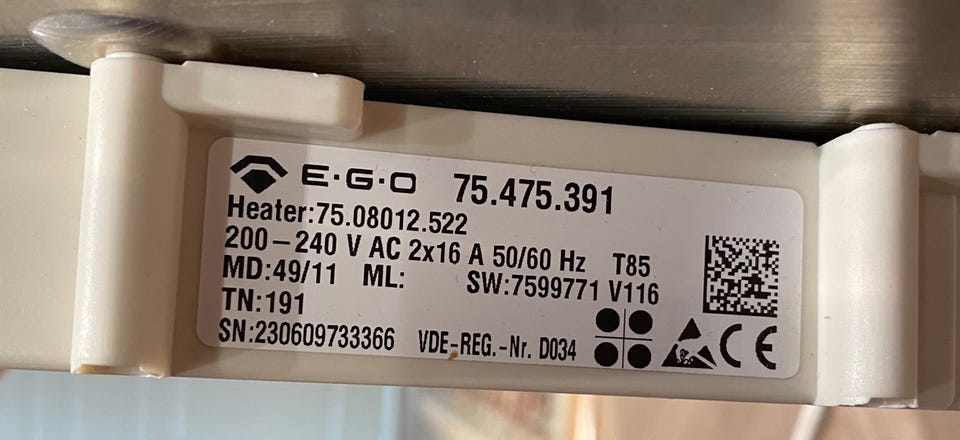 E·G·O 75.475.391
Heater:75.08012.522
200–240 V AC 2x16 A 50/60 Hz T85
MD:49/11 ML: SW:7599771 V116
TN:191
SN:230609733366 VDE-REG.-Nr. D034 CE